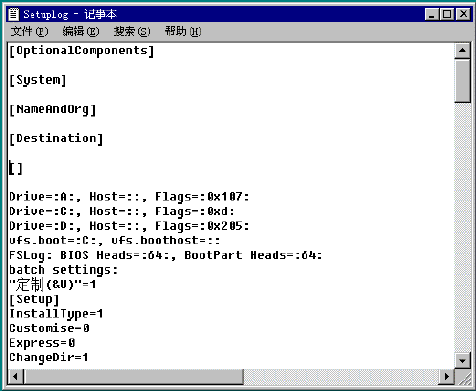 Setuplog - 记事本
文件(F) 编辑(E) 搜索(S) 帮助(H)
[OptionalComponents]
[System]
[NameAndOrg]
[Destination]
[]
Drive=:A:, Host=::, Flags=:0x107:
Drive=:C:, Host=::, Flags=:0xd:
Drive=:D:, Host=::, Flags=:0x205:
vfs.boot=:C:, vfs.boothost=::
FSLog: BIOS Heads=:64:, BootPart Heads=:64:
batch settings:
"定制(&U)"=1
[Setup]
InstallType=1
Customise=0
Express=0
ChangeDir=1